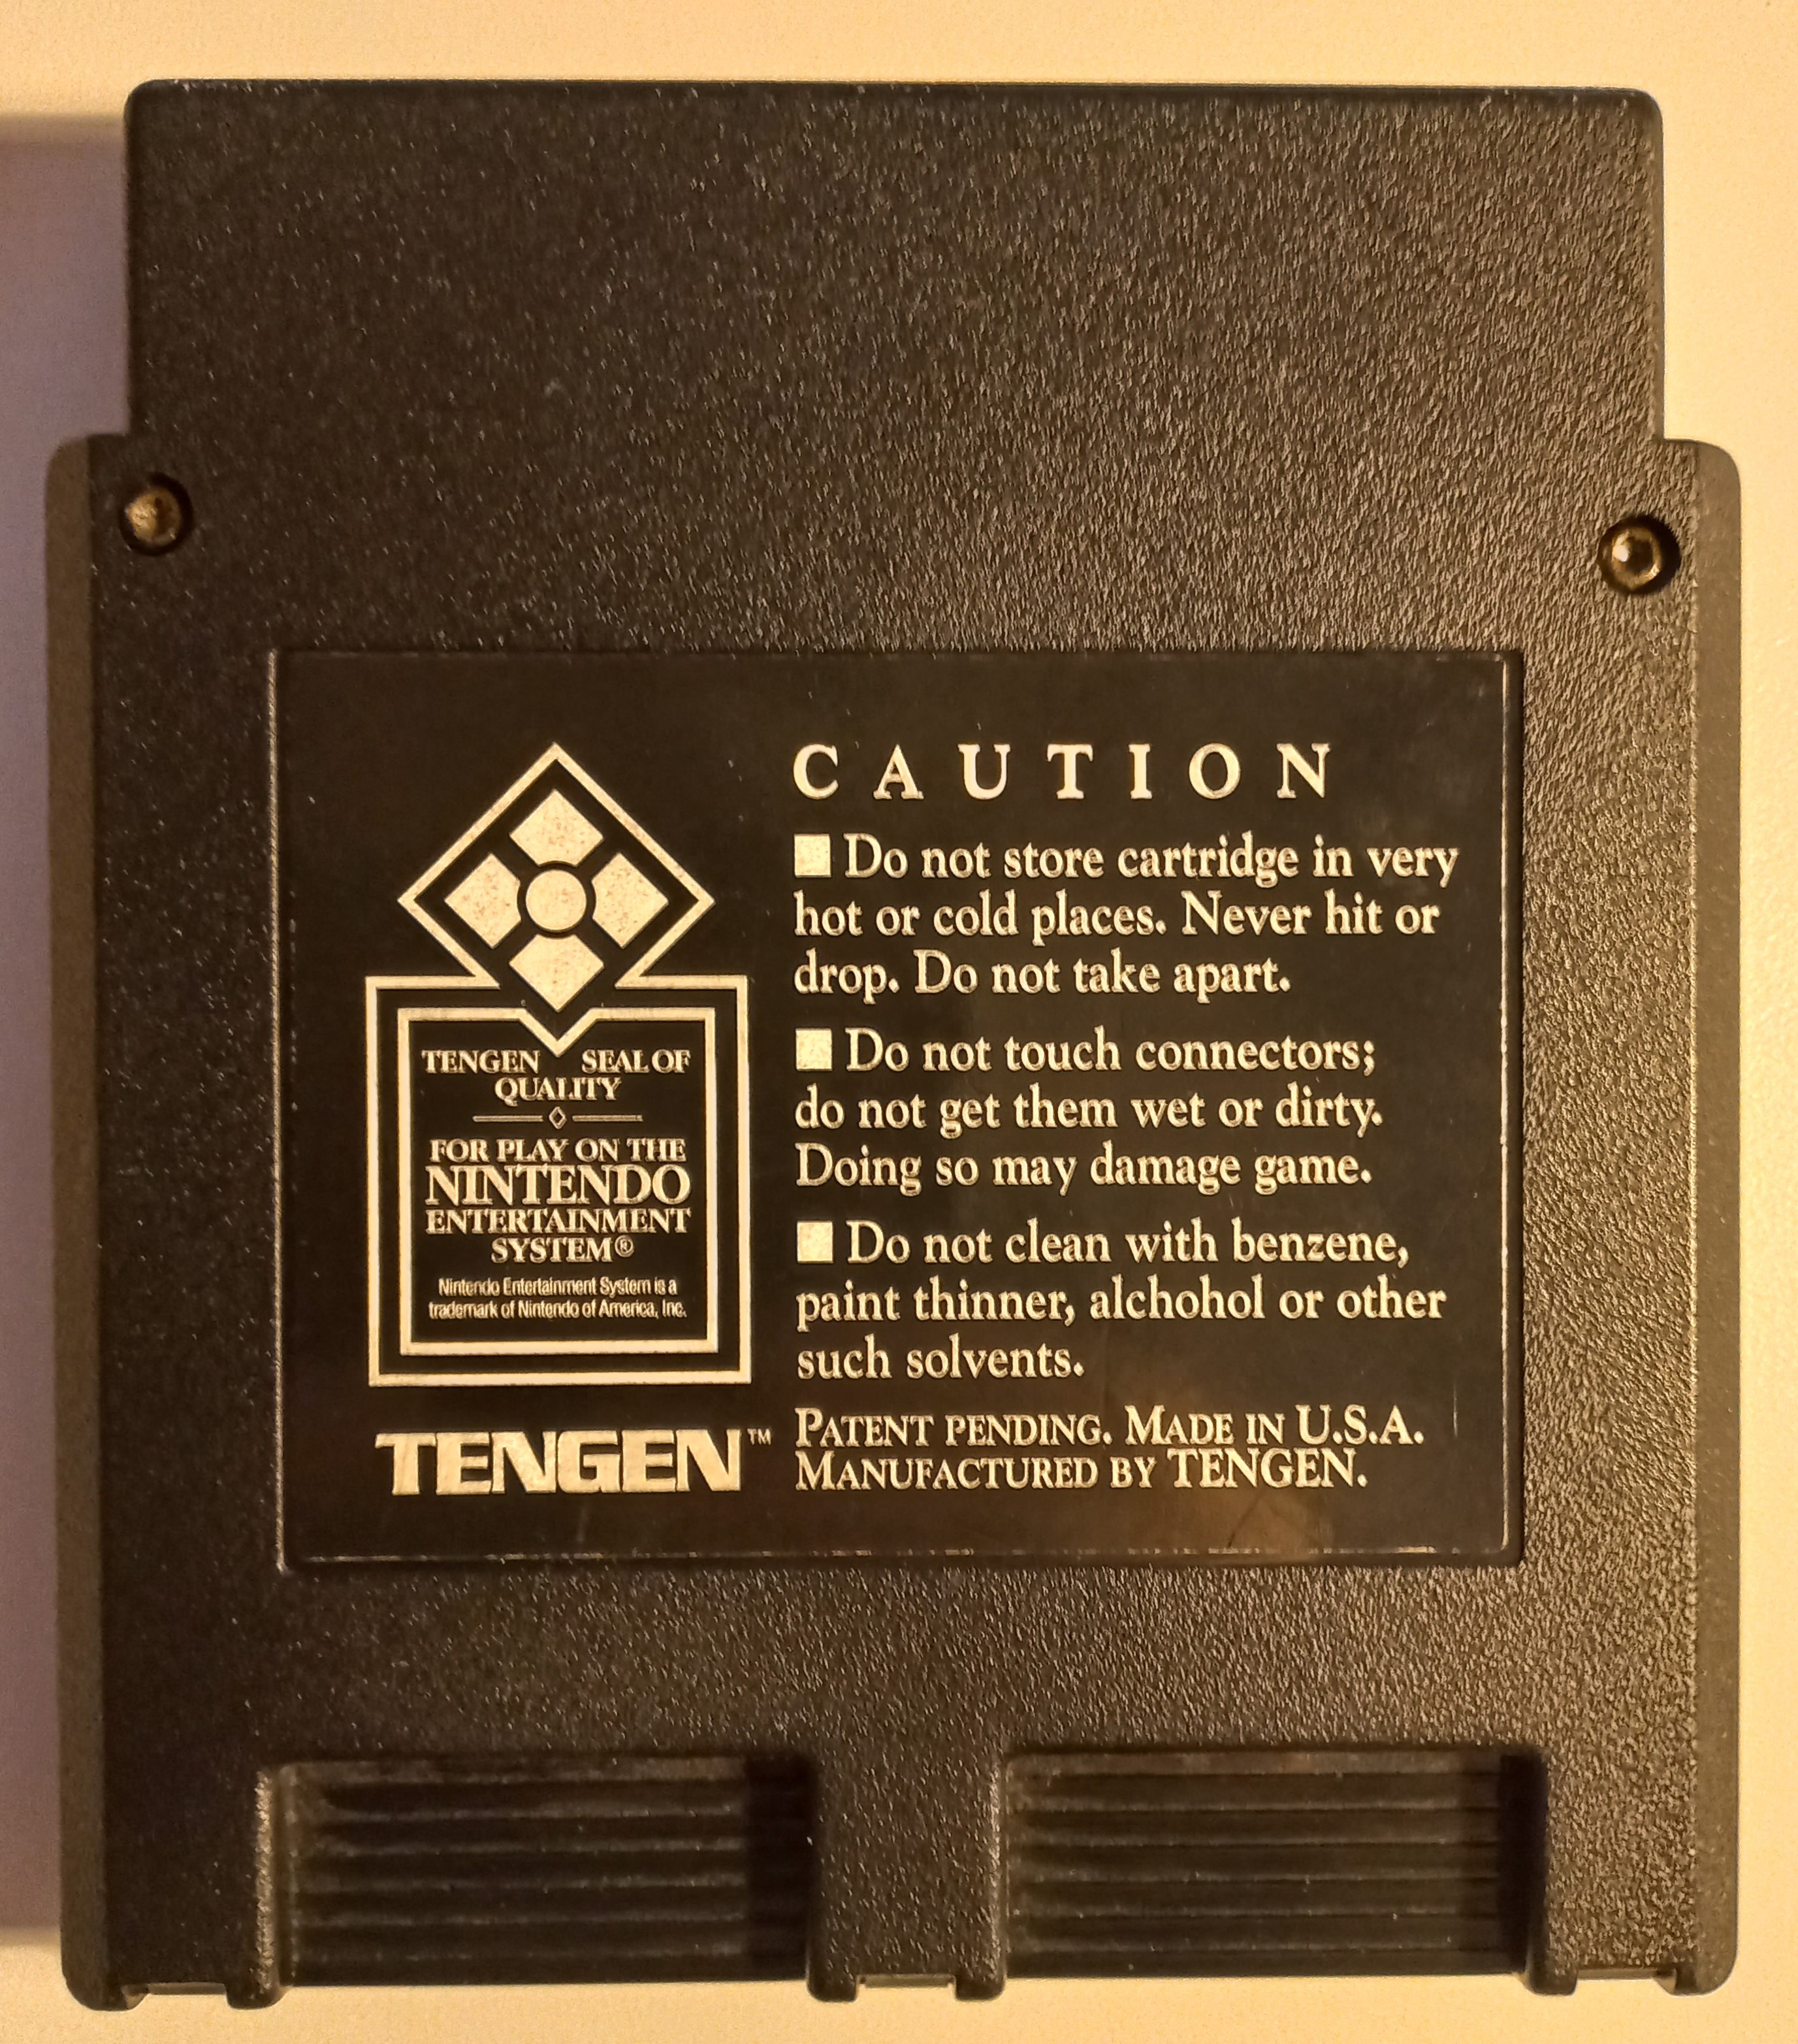 TENGEN SEAL OF
QUALITY
FOR PLAY ON THE
NINTENDO
ENTERTAINMENT
SYSTEM®
Nintendo Entertainment System is a
trademark of Nintendo of America, Inc.
TENGEN™
CAUTION
■ Do not store cartridge in very
hot or cold places. Never hit or
drop. Do not take apart.
■ Do not touch connectors;
do not get them wet or dirty.
Doing so may damage game.
■ Do not clean with benzene,
paint thinner, alchohol or other
such solvents.
PATENT PENDING. MADE IN U.S.A.
MANUFACTURED BY TENGEN.